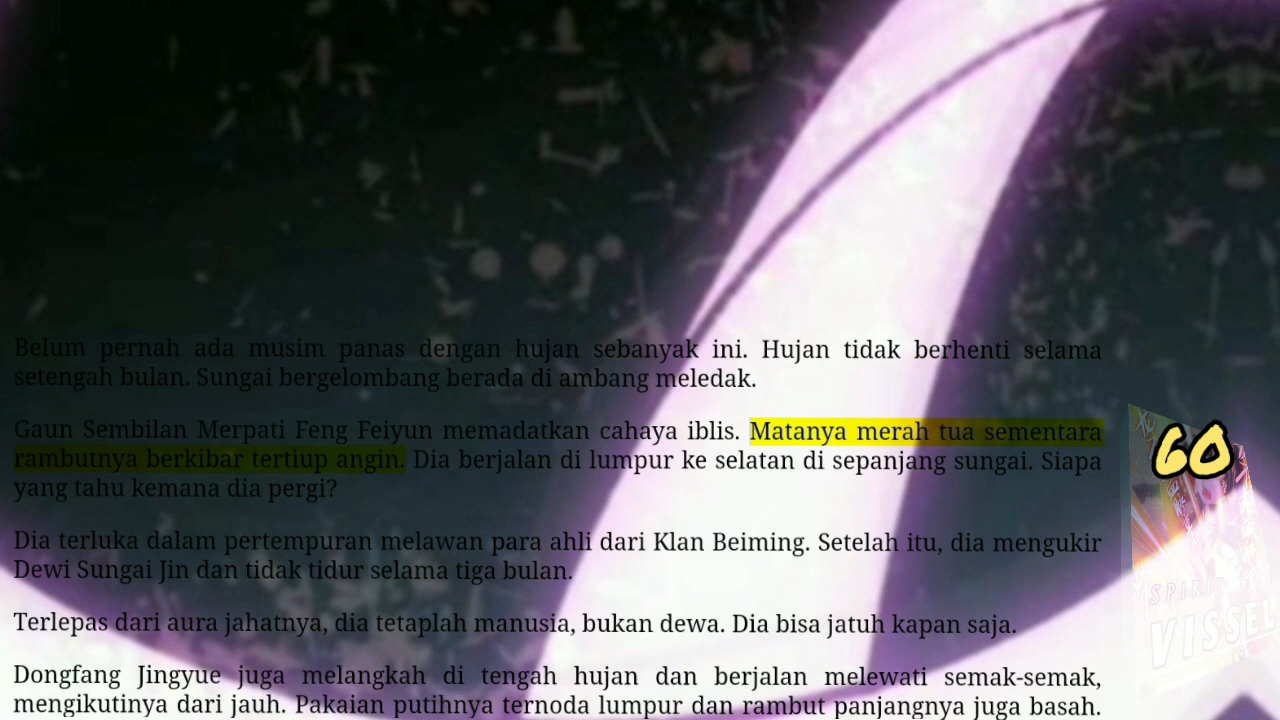 Belum pernah ada musim panas dengan hujan sebanyak ini. Hujan tidak berhenti selama
setengah bulan. Sungai bergelombang berada di ambang meledak.
Gaun Sembilan Merpati Feng Feiyun memadatkan cahaya iblis. Matanya merah tua sementara
rambutnya berkibar tertiup angin. Dia berjalan di lumpur ke selatan di sepanjang sungai. Siapa
yang tahu kemana dia pergi?
Dia terluka dalam pertempuran melawan para ahli dari Klan Beiming. Setelah itu, dia mengukir
Dewi Sungai Jin dan tidak tidur selama tiga bulan.
Terlepas dari aura jahatnya, dia tetaplah manusia, bukan dewa. Dia bisa jatuh kapan saja.
Dongfang Jingyue juga melangkah di tengah hujan dan berjalan melewati semak-semak,
mengikutinya dari jauh. Pakaian putihnya ternoda lumpur dan rambut panjangnya juga basah.
60
SPIRIT
VISSEL